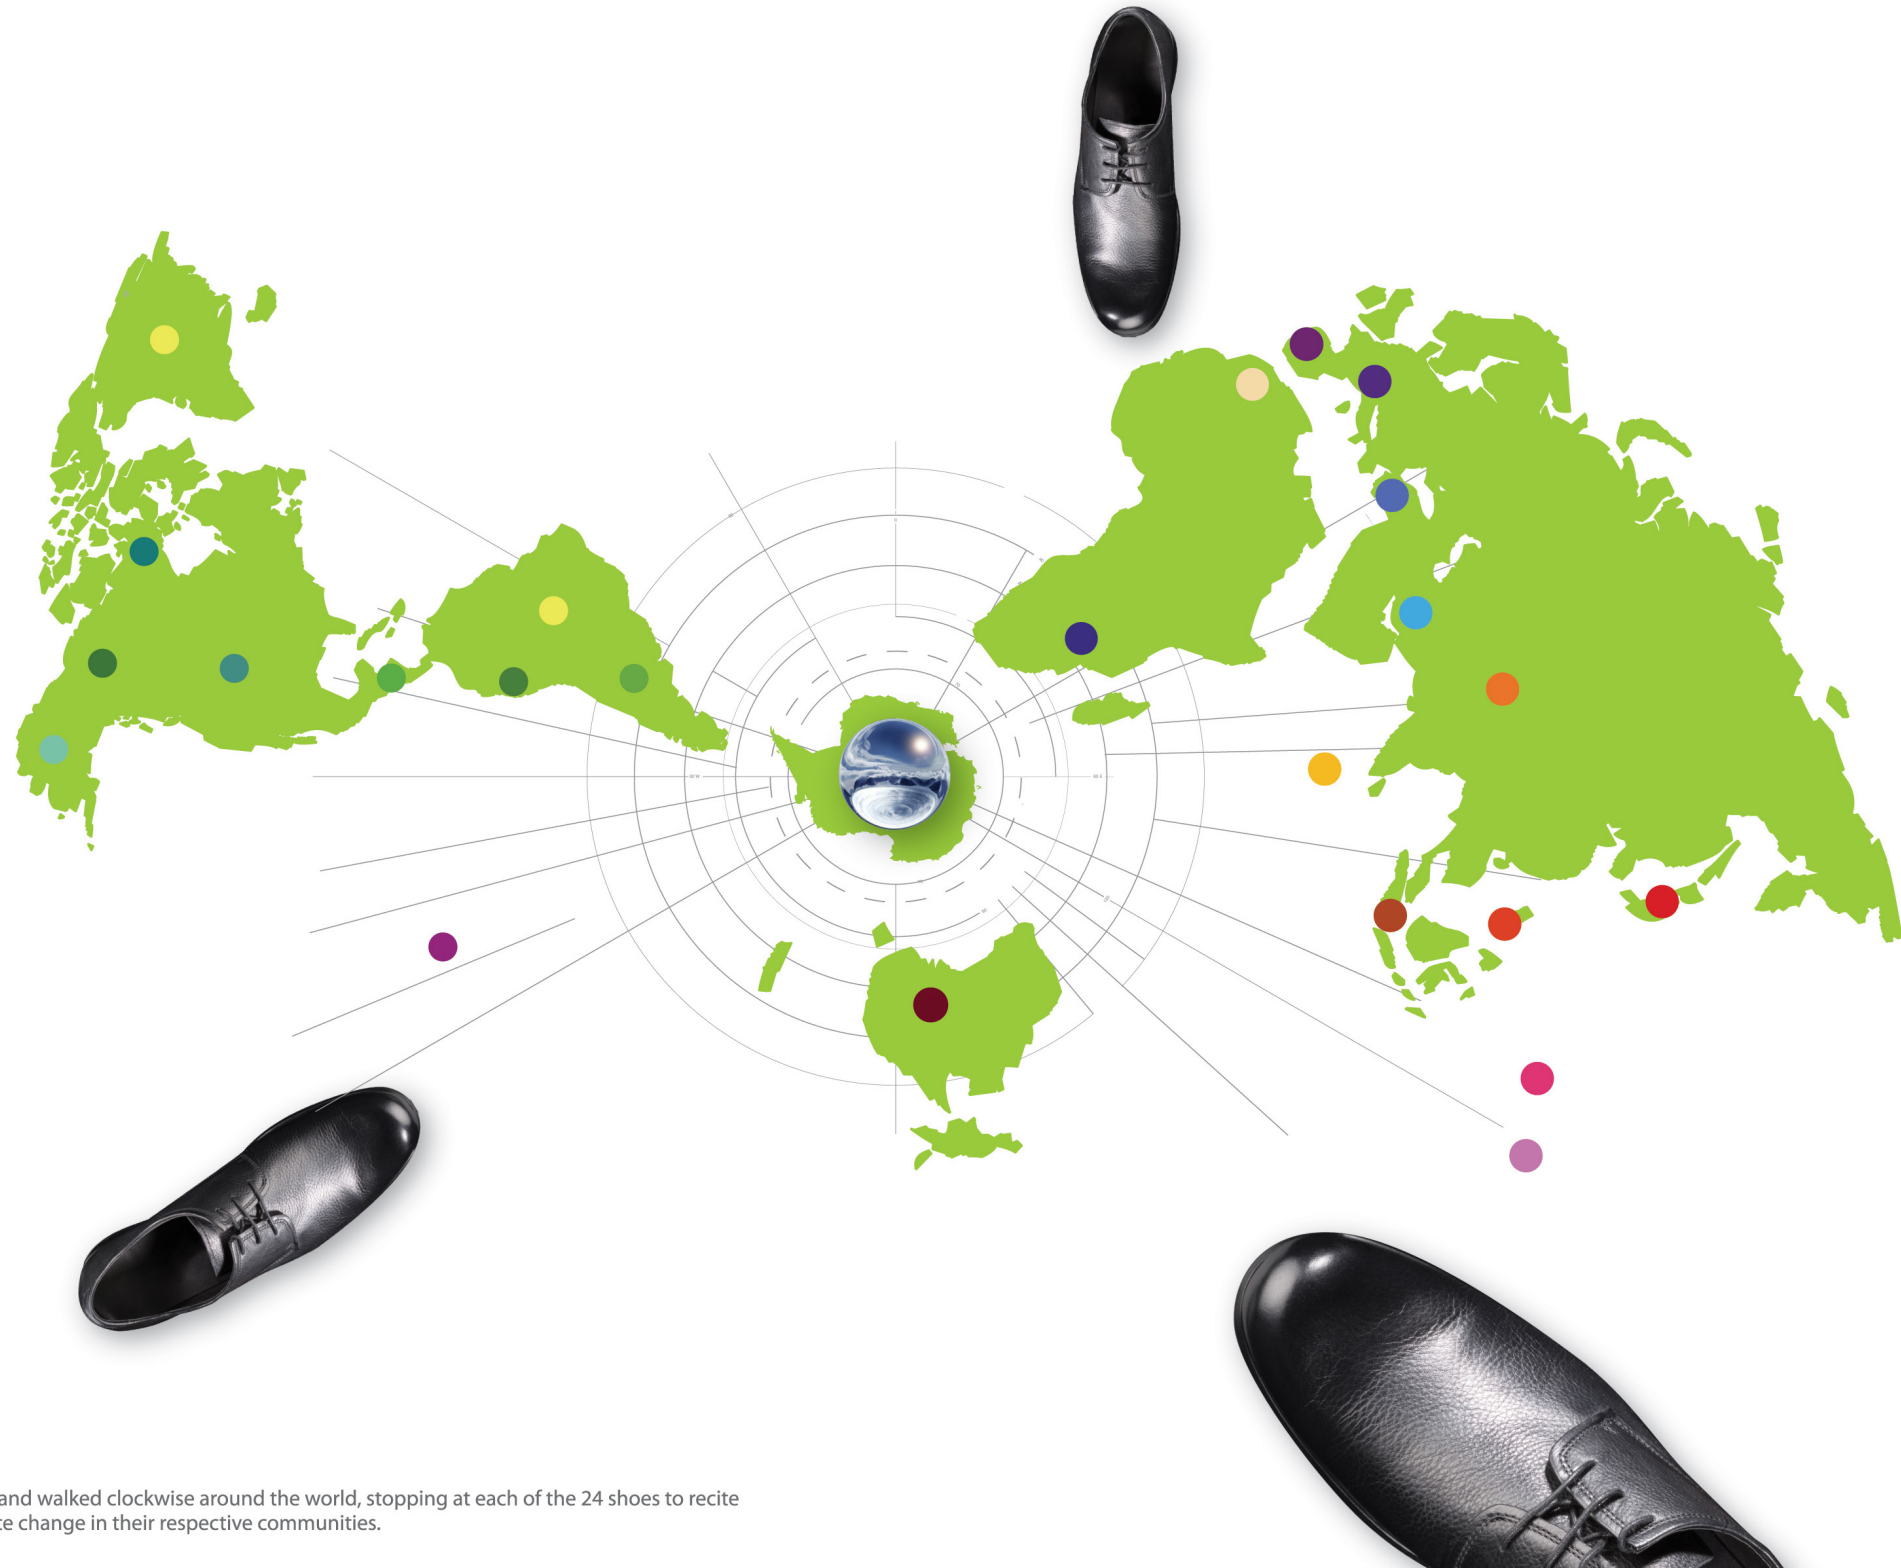 and walked clockwise around the world, stopping at each of the 24 shoes to recite
te change in their respective communities.